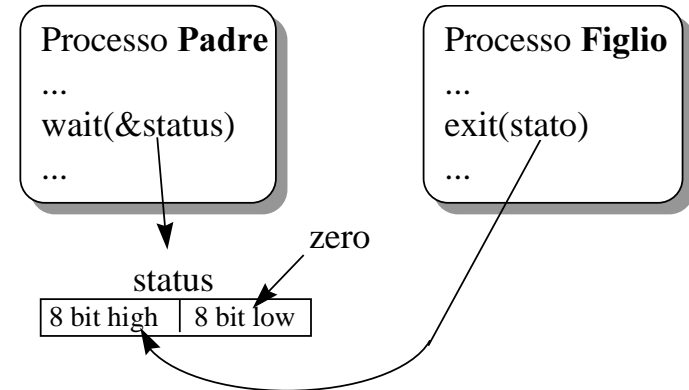 Processo Padre
...
wait(&status)
...
Processo Figlio
...
exit(stato)
...
zero
status
8 bit high 8 bit low